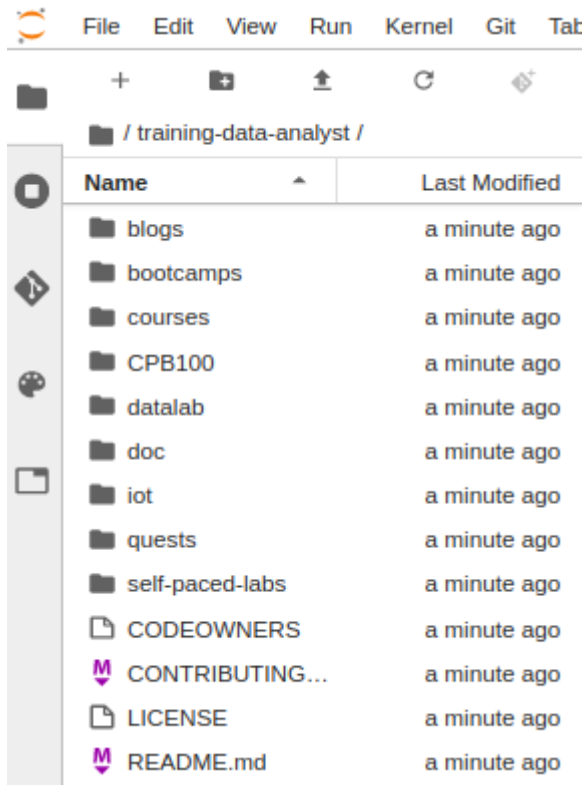 File Edit View Run Kernel Git Tab
/ training-data-analyst /
Name Last Modified
blogs a minute ago
bootcamps a minute ago
courses a minute ago
CPB100 a minute ago
datalab a minute ago
doc a minute ago
iot a minute ago
quests a minute ago
self-paced-labs a minute ago
CODEOWNERS a minute ago
CONTRIBUTING... a minute ago
LICENSE a minute ago
README.md a minute ago